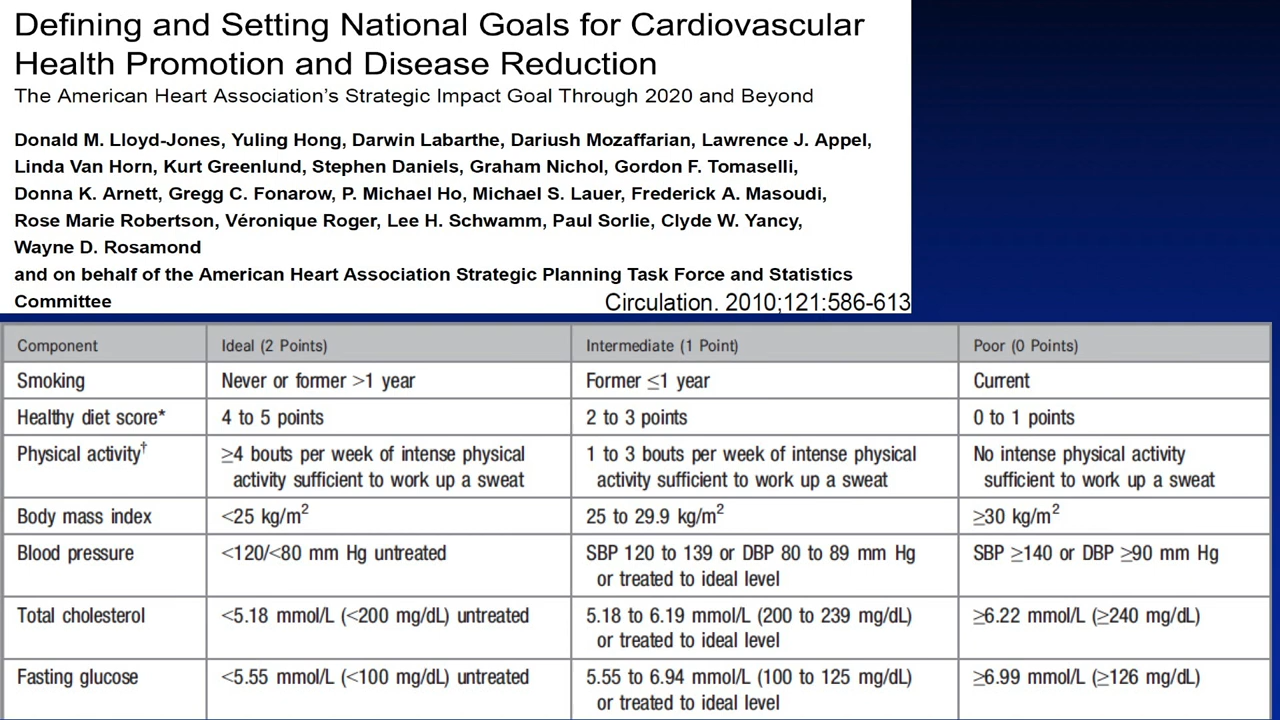 Defining and Setting National Goals for Cardiovascular
Health Promotion and Disease Reduction
The American Heart Association's Strategic Impact Goal Through 2020 and Beyond
Donald M. Lloyd-Jones, Yuling Hong, Darwin Labarthe, Dariush Mozaffarian, Lawrence J. Appel,
Linda Van Horn, Kurt Greenlund, Stephen Daniels, Graham Nichol, Gordon F. Tomaselli,
Donna K. Arnett, Gregg C. Fonarow, P. Michael Ho, Michael S. Lauer, Frederick A. Masoudi,
Rose Marie Robertson, Véronique Roger, Lee H. Schwamm, Paul Sorlie, Clyde W. Yancy,
Wayne D. Rosamond
and on behalf of the American Heart Association Strategic Planning Task Force and Statistics
Committee
Circulation. 2010;121:586-613
Component Ideal (2 Points) Intermediate (1 Point) Poor (0 Points)
Smoking Never or former >1 year Former ≤1 year Current
Healthy diet score* 4 to 5 points 2 to 3 points 0 to 1 points
Physical activity† ≥4 bouts per week of intense physical 1 to 3 bouts per week of intense physical No intense physical activity
activity sufficient to work up a sweat activity sufficient to work up a sweat sufficient to work up a sweat
Body mass index <25 kg/m² 25 to 29.9 kg/m² ≥30 kg/m²
Blood pressure <120/<80 mm Hg untreated SBP 120 to 139 or DBP 80 to 89 mm Hg SBP ≥140 or DBP ≥90 mm Hg
or treated to ideal level
Total cholesterol <5.18 mmol/L (<200 mg/dL) untreated 5.18 to 6.19 mmol/L (200 to 239 mg/dL) ≥6.22 mmol/L (≥240 mg/dL)
or treated to ideal level
Fasting glucose <5.55 mmol/L (<100 mg/dL) untreated 5.55 to 6.94 mmol/L (100 to 125 mg/dL) ≥6.99 mmol/L (≥126 mg/dL)
or treated to ideal level